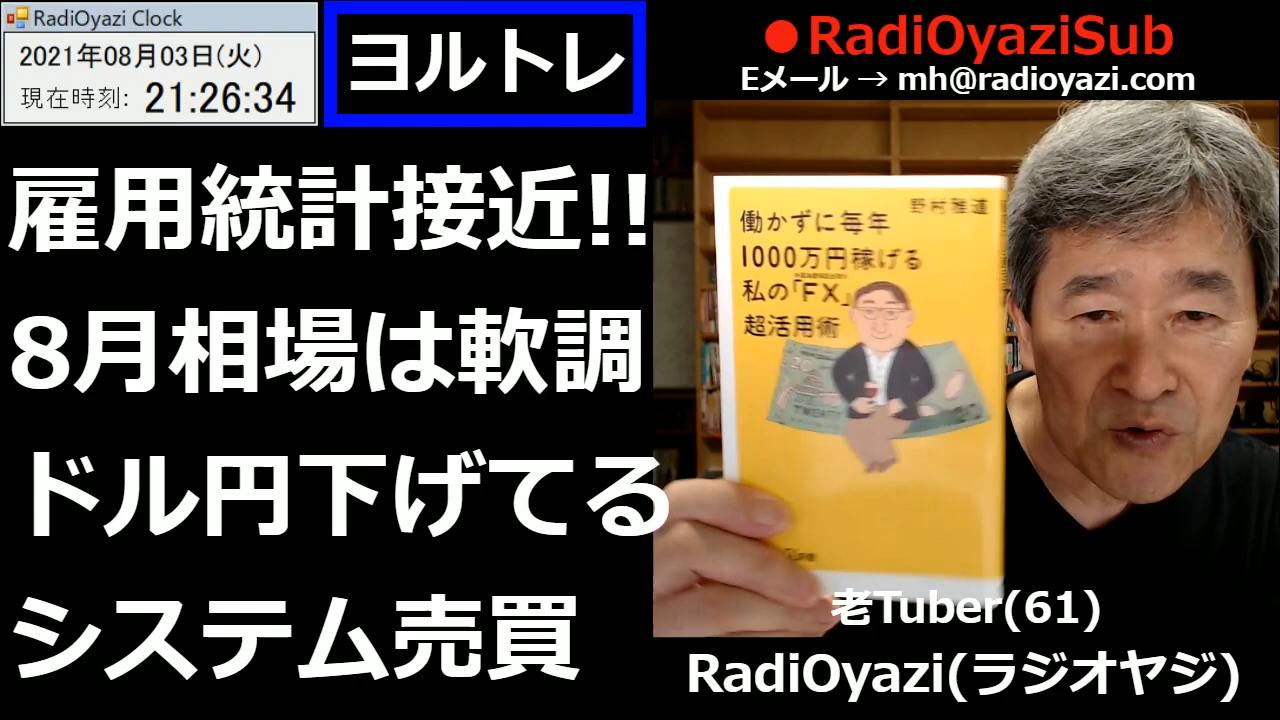 RadiOyazi Clock
2021年08月03日(火)
現在時刻: 21:26:34
ヨルトレ
●RadiOyaziSub
Eメール → mh@radioyazi.com
雇用統計接近!!
8月相場は軟調
ドル円下げてる
システム売買
野村雅道
働かずに毎年
1000万円稼げる
私の「FX」
超活用術
TWENTY
老Tuber(61)
RadiOyazi(ラジオヤジ)